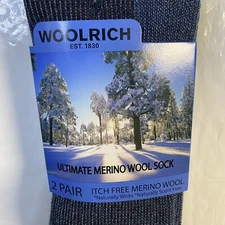 WOOLRICH
EST. 1830
ULTIMATE MERINO WOOL SOCK
2 PAIR
ITCH FREE MERINO WOOL
*Naturally Wicks *Naturally Scent Free